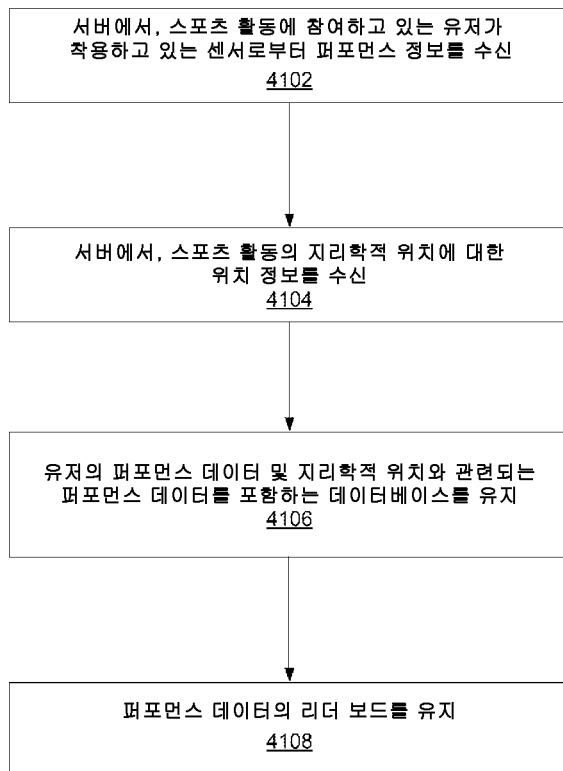 서버에서, 스포츠 활동에 참여하고 있는 유저가
착용하고 있는 센서로부터 퍼포먼스 정보를 수신
4102
서버에서, 스포츠 활동의 지리학적 위치에 대한
위치 정보를 수신
4104
유저의 퍼포먼스 데이터 및 지리학적 위치와 관련되는
퍼포먼스 데이터를 포함하는 데이터베이스를 유지
4106
퍼포먼스 데이터의 리더 보드를 유지
4108